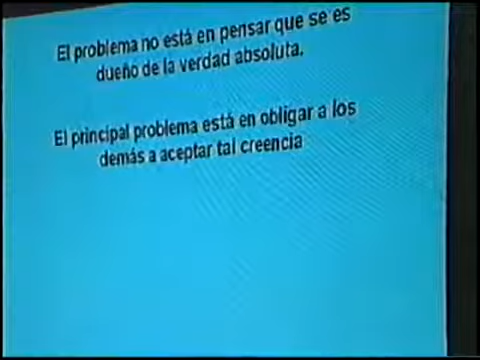 El problema no está en pensar que se es
dueño de la verdad absoluta.
El principal problema está en obligar a los
demás a aceptar tal creencia